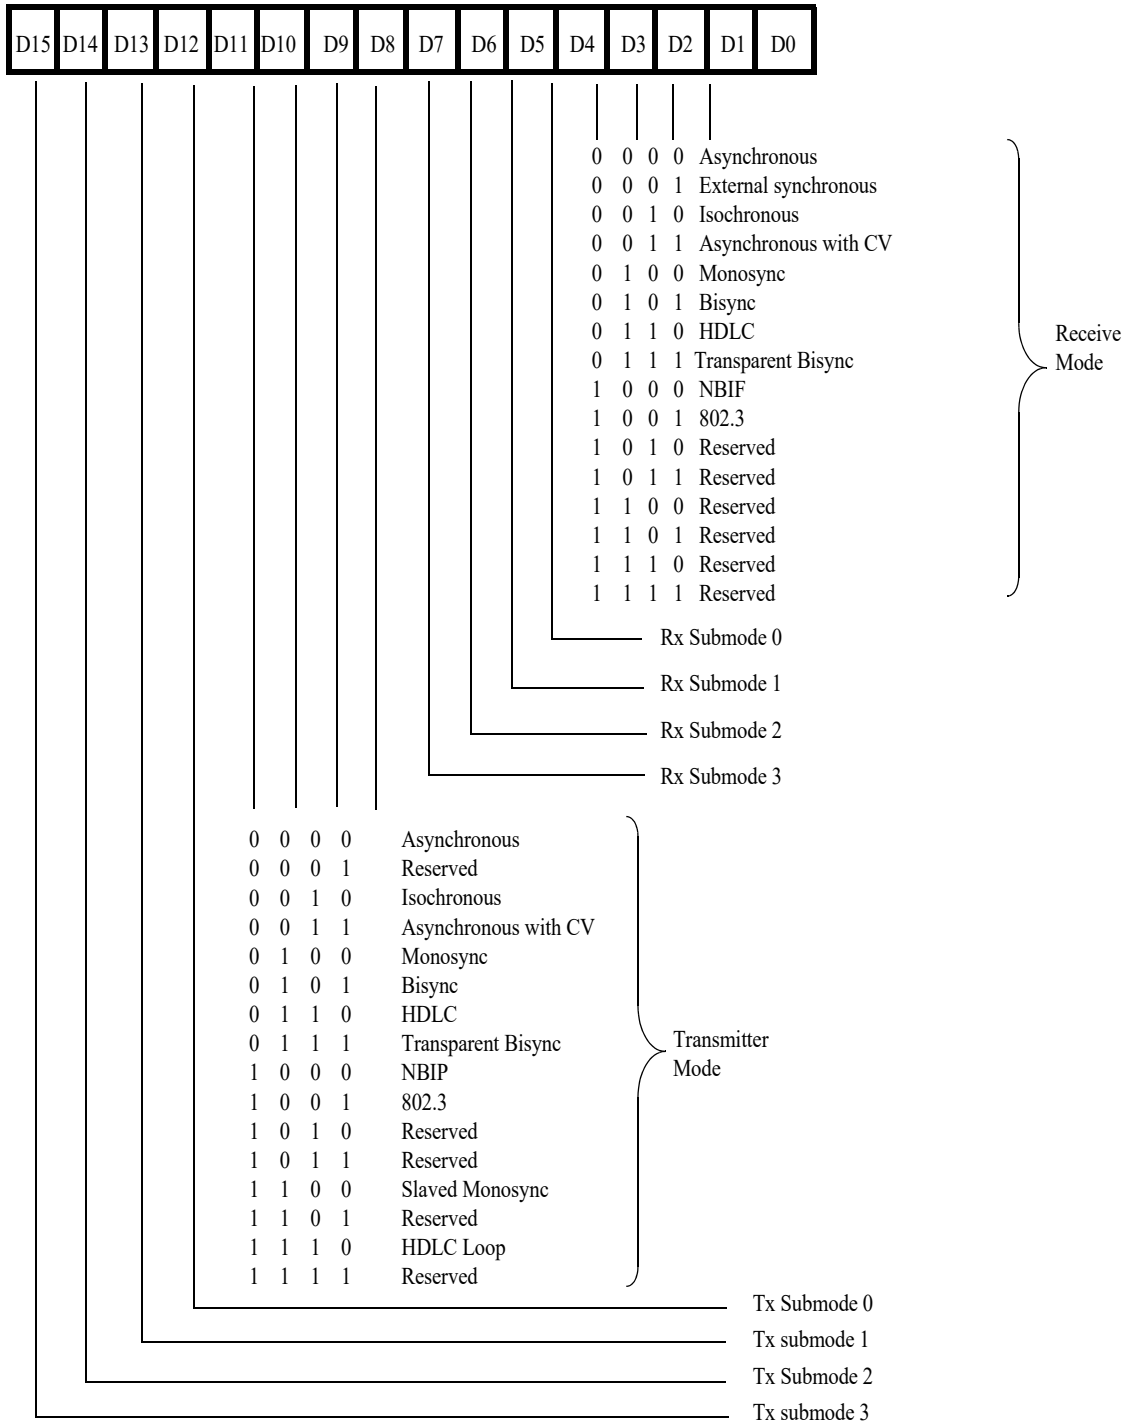 D15 D14 D13 D12 D11 D10 D9 D8 D7 D6 D5 D4 D3 D2 D1 D0
0 0 0 0 Asynchronous
0 0 0 1 External synchronous
0 0 1 0 Isochronous
0 0 1 1 Asynchronous with CV
0 1 0 0 Monosync
0 1 0 1 Bisync
0 1 1 0 HDLC
0 1 1 1 Transparent Bisync
1 0 0 0 NBIF
1 0 0 1 802.3
1 0 1 0 Reserved
1 0 1 1 Reserved
1 1 0 0 Reserved
1 1 0 1 Reserved
1 1 1 0 Reserved
1 1 1 1 Reserved
Receive
Mode
Rx Submode 0
Rx Submode 1
Rx Submode 2
Rx Submode 3
0 0 0 0 Asynchronous
0 0 0 1 Reserved
0 0 1 0 Isochronous
0 0 1 1 Asynchronous with CV
0 1 0 0 Monosync
0 1 0 1 Bisync
0 1 1 0 HDLC
0 1 1 1 Transparent Bisync
1 0 0 0 NBIP
1 0 0 1 802.3
1 0 1 0 Reserved
1 0 1 1 Reserved
1 1 0 0 Slaved Monosync
1 1 0 1 Reserved
1 1 1 0 HDLC Loop
1 1 1 1 Reserved
Transmitter
Mode
Tx Submode 0
Tx submode 1
Tx Submode 2
Tx submode 3